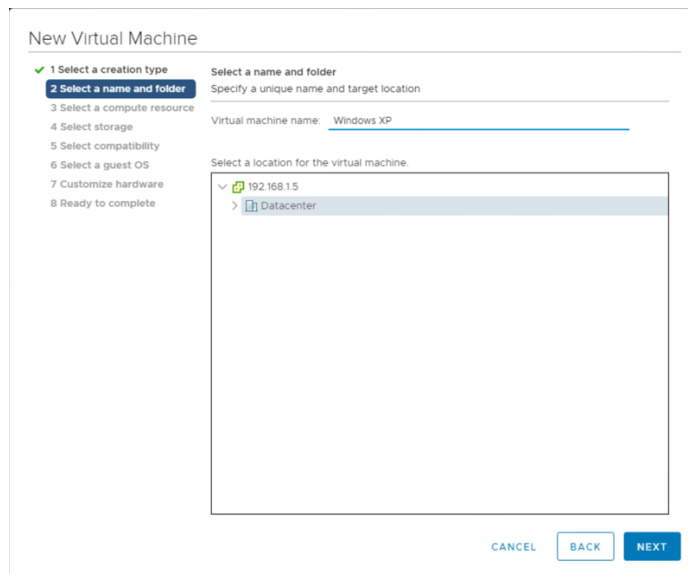 New Virtual Machine
1 Select a creation type
2 Select a name and folder
3 Select a compute resource
4 Select storage
5 Select compatibility
6 Select a guest OS
7 Customize hardware
8 Ready to complete
Select a name and folder
Specify a unique name and target location
Virtual machine name: Windows XP
Select a location for the virtual machine.
192.168.1.5
Datacenter
CANCEL BACK NEXT